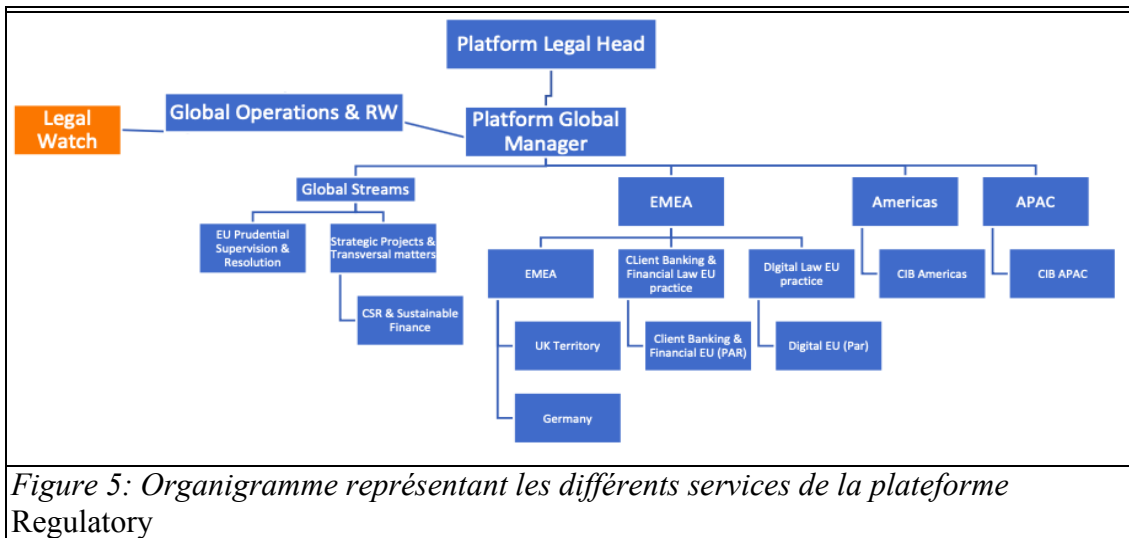 Platform Legal Head
Legal
Watch
Global Operations & RW
Platform Global
Manager
Global Streams
EMEA
Americas
APAC
EU Prudential
Supervision &
Resolution
Strategic Projects &
Transversal matters
EMEA
CLient Banking &
Financial Law EU
practice
DIgital Law EU
practice
CIB Americas
CIB APAC
CSR & Sustainable
Finance
UK Territory
Client Banking &
Financial EU (PAR)
Digital EU (Par)
Germany
Figure 5: Organigramme représentant les différents services de la plateforme
Regulatory